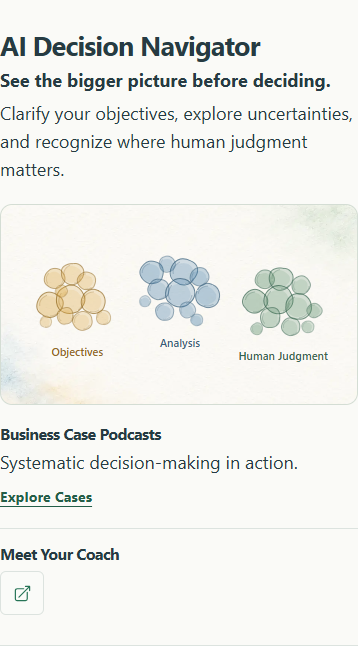 AI Decision Navigator
See the bigger picture before deciding.
Clarify your objectives, explore uncertainties,
and recognize where human judgment
matters.
Objectives
Analysis
Human Judgment
Business Case Podcasts
Systematic decision-making in action.
Explore Cases
Meet Your Coach